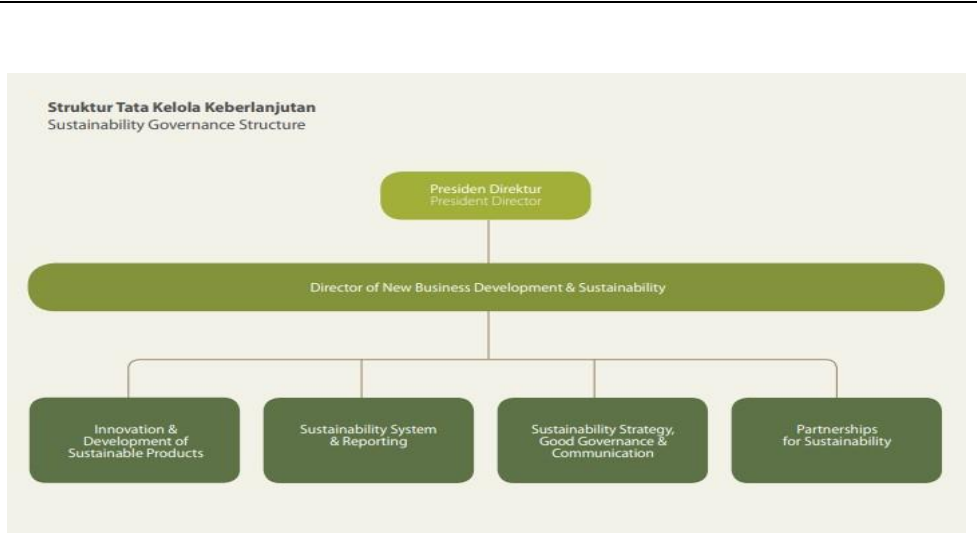 Struktur Tata Kelola Keberlanjutan
Sustainability Governance Structure
Presiden Direktur
President Director
Director of New Business Development & Sustainability
Innovation &
Development of
Sustainable Products
Sustainability System
& Reporting
Sustainability Strategy,
Good Governance &
Communication
Partnerships
for Sustainability